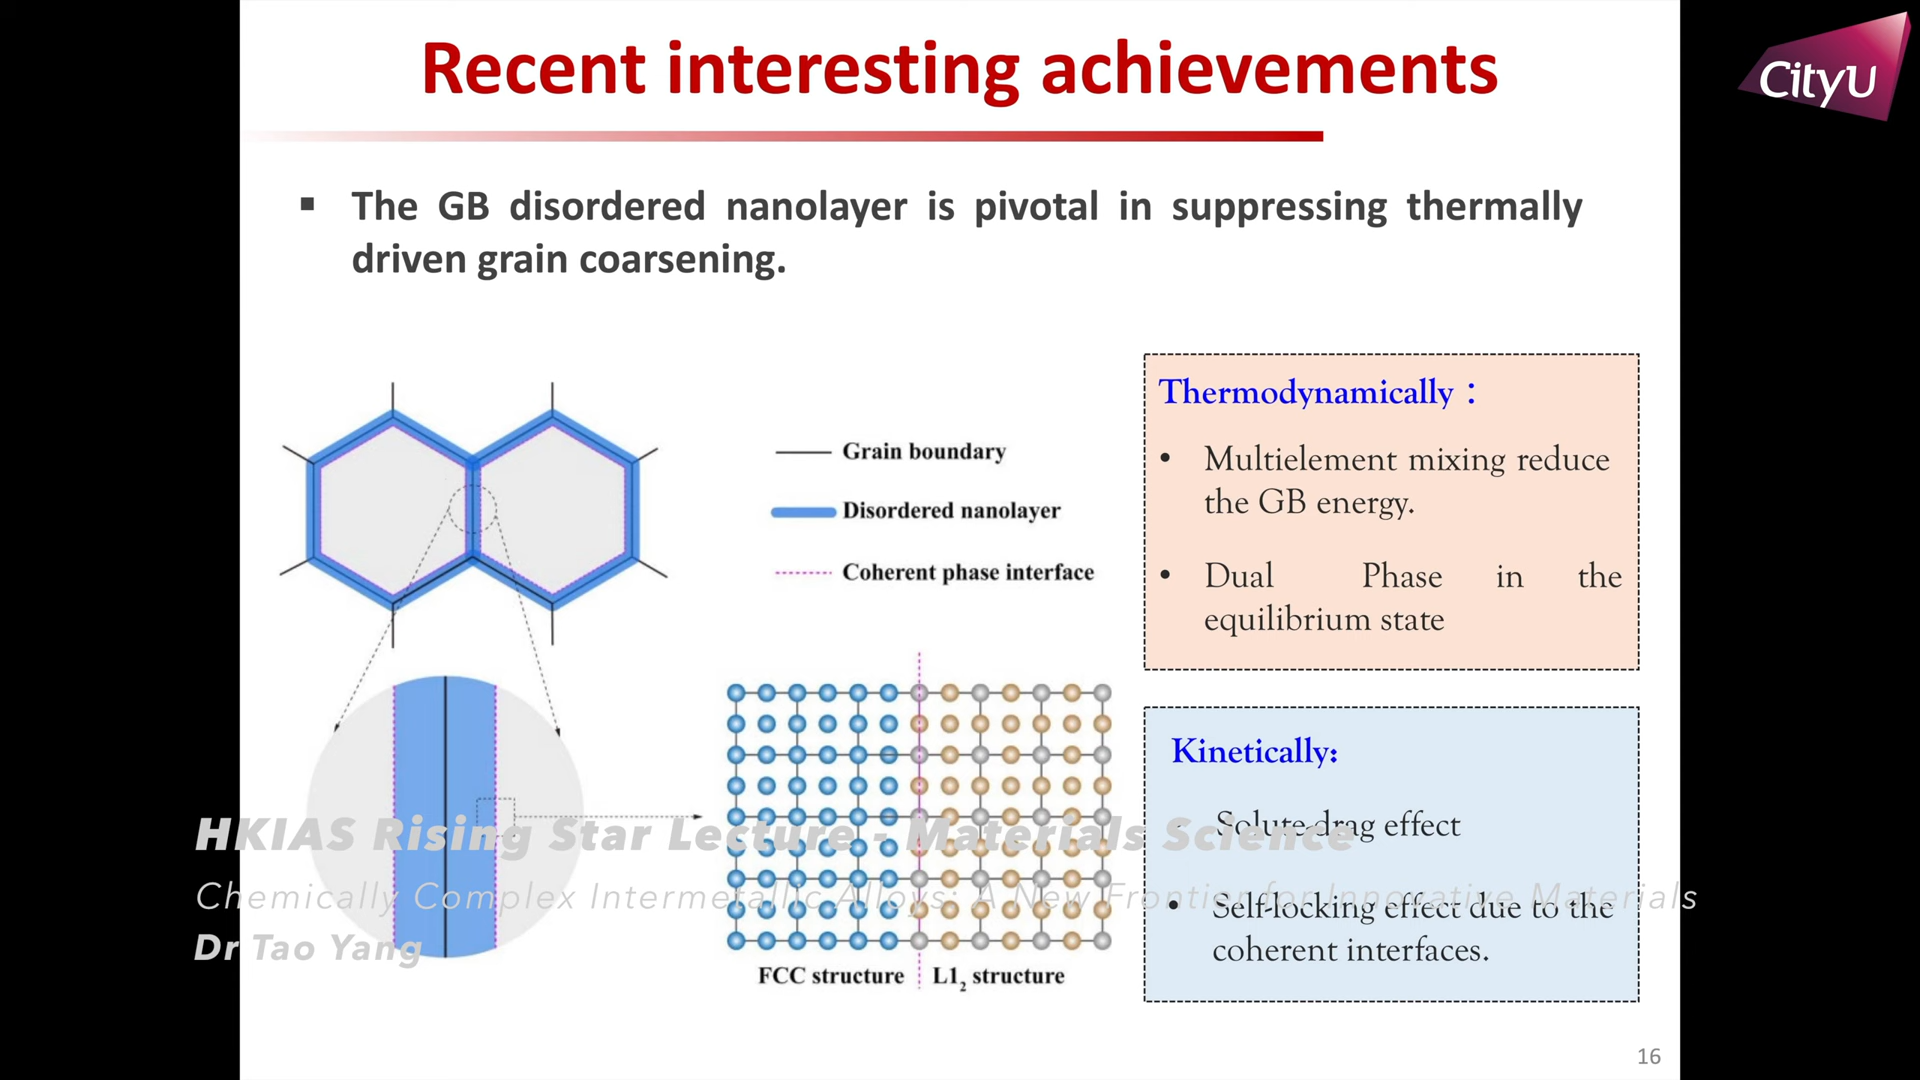 Recent interesting achievements
CityU
▪ The GB disordered nanolayer is pivotal in suppressing thermally
driven grain coarsening.
Grain boundary
Disordered nanolayer
Coherent phase interface
FCC structure
L1₂ structure
Thermodynamically：
• Multielement mixing reduce
the GB energy.
• Dual Phase in the
equilibrium state
Kinetically:
• Solute drag effect
• Self-locking effect due to the
coherent interfaces.
HKIAS Rising Star Lecture - Materials Science
Chemically Complex Intermetallic Alloys: A New Frontier for Innovative Materials
Dr Tao Yang
16